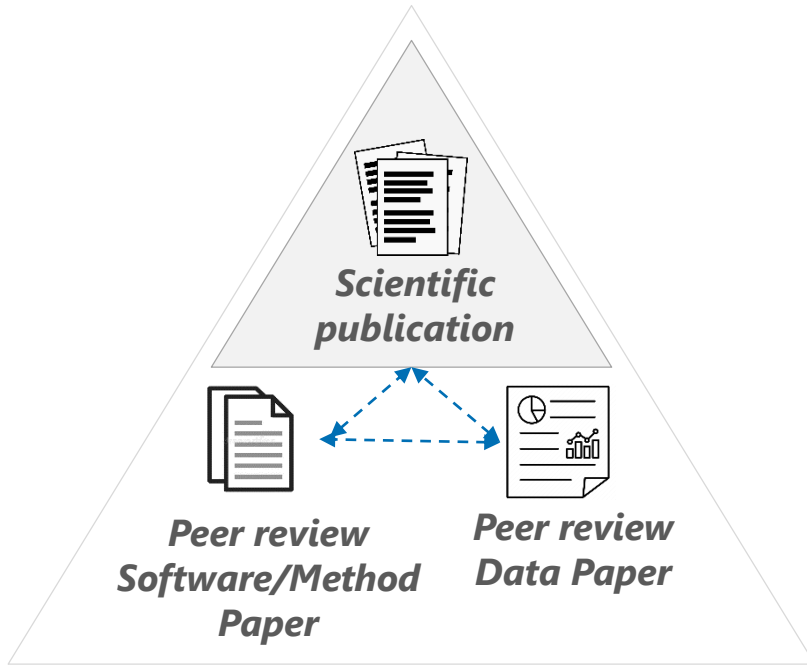 Scientific
publication
Peer review
Software/Method
Paper
Peer review
Data Paper